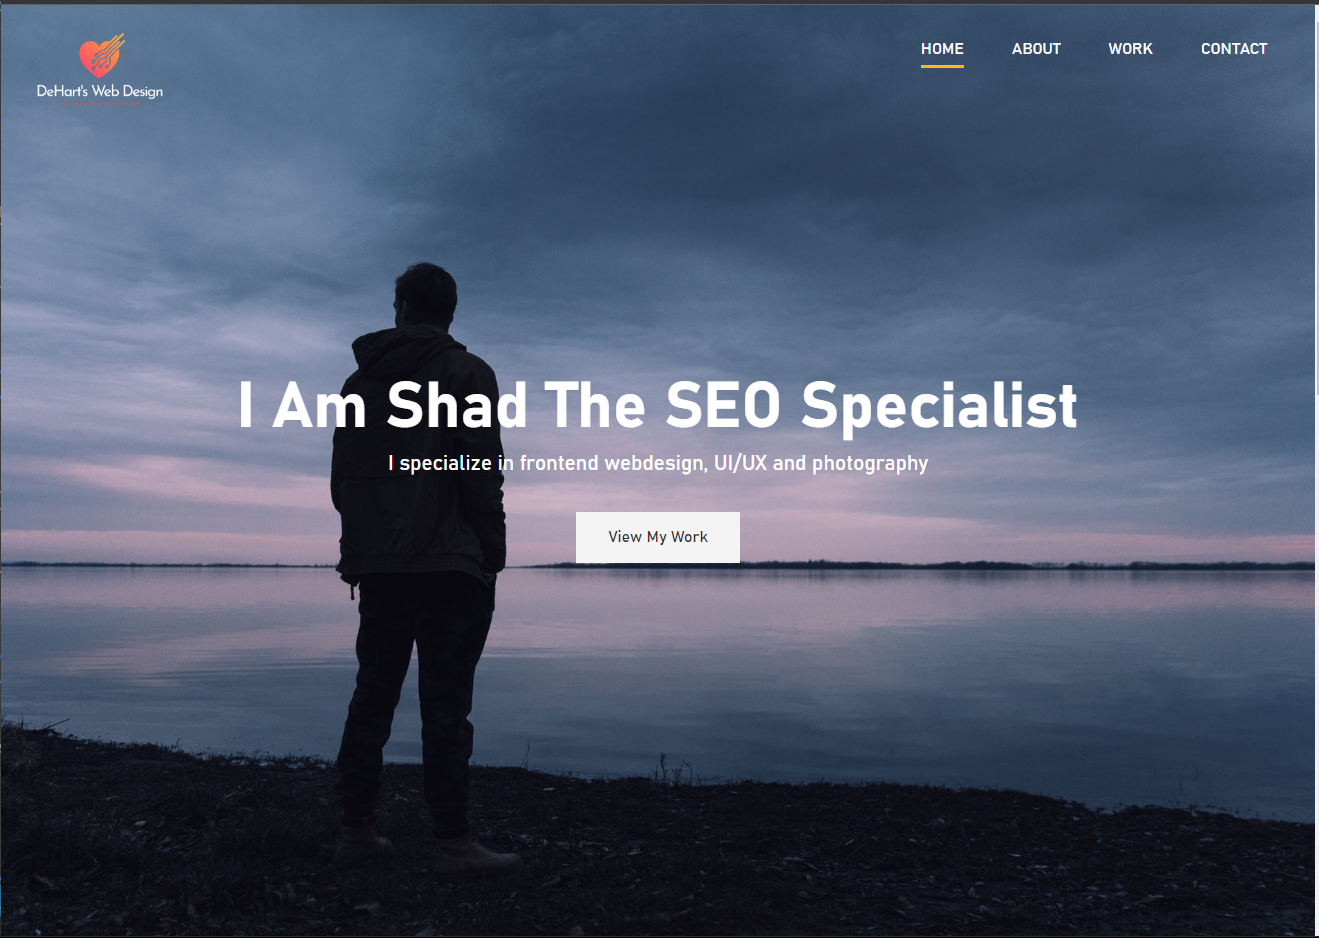 DeHart's Web Design
HOME ABOUT WORK CONTACT
I Am Shad The SEO Specialist
I specialize in frontend webdesign, UI/UX and photography
View My Work